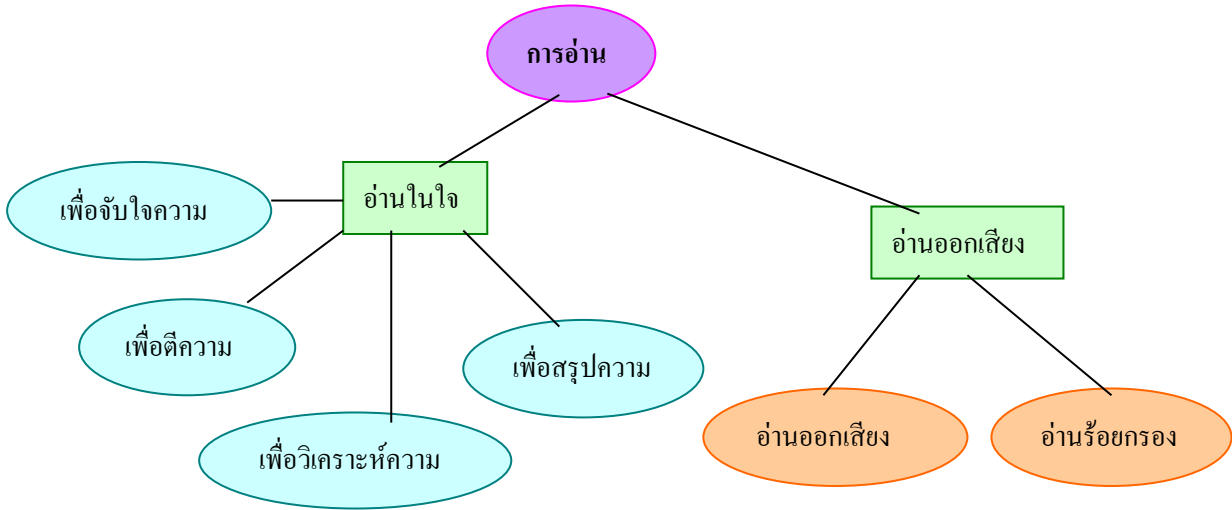 การอ่าน
อ่านในใจ
เพื่อจับใจความ
อ่านออกเสียง
เพื่อตีความ
เพื่อสรุปความ
เพื่อวิเคราะห์ความ
อ่านออกเสียง
อ่านร้อยกรอง